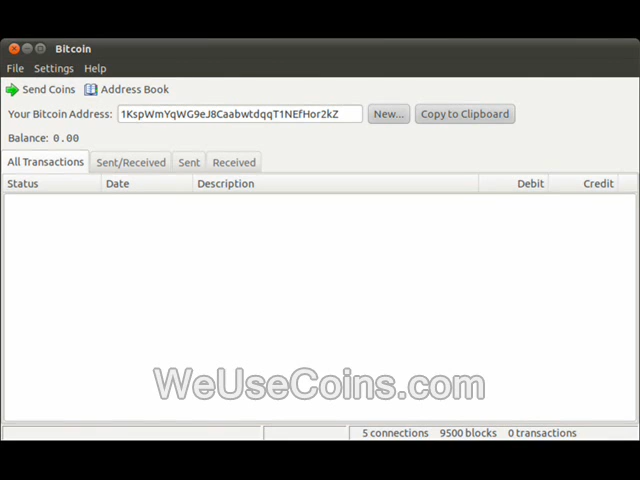 Bitcoin
File Settings Help
Send Coins Address Book
Your Bitcoin Address: 1KspWmYqWG9eJ8CaabwtdqqT1NEfHor2kZ New... Copy to Clipboard
Balance: 0.00
All Transactions Sent/Received Sent Received
Status Date Description Debit Credit
WeUseCoins.com
5 connections 9500 blocks 0 transactions